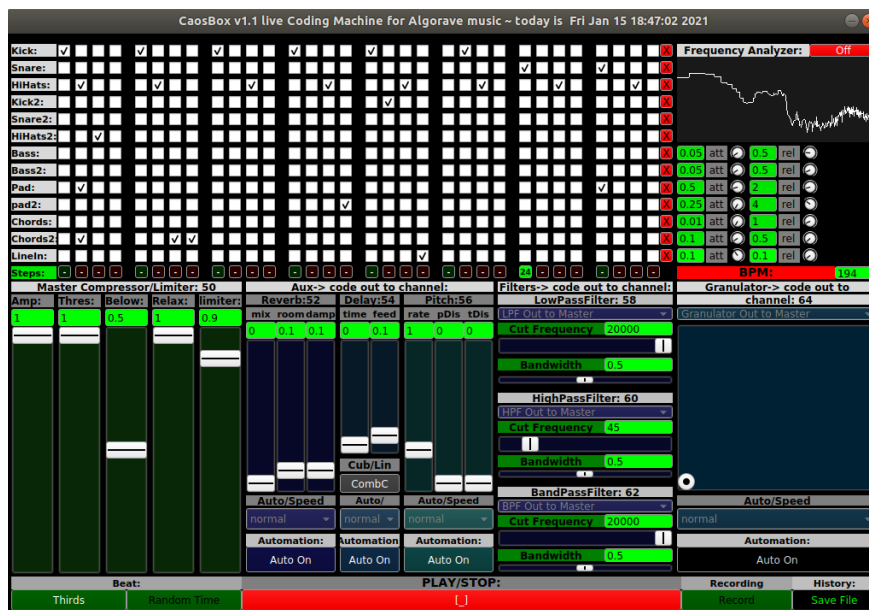 CaosBox v1.1 live Coding Machine for Algorave music ~ today is Fri Jan 15 18:47:02 2021
Kick: X Frequency Analyzer: Off
Snare: X
HiHats: X
Kick2: X
Snare2: X
HiHats2: X
Bass: X 0.05 att 0.5 rel
Bass2: X 0.05 att 0.5 rel
Pad: X 0.5 att 2 rel
pad2: X 0.25 att 4 rel
Chords: X 0.01 att 1 rel
Chords2: X 0.1 att 0.5 rel
LineIn: X 0.1 att 0.1 rel
Steps: - - - - - - - - - - - - - - - - - - - - - - - - 24 - - - - - - - BPM: 194
Master Compressor/Limiter: 50 Aux-> code out to channel: Filters-> code out to channel: Granulator-> code out to channel: 64
Amp: Thres: Below: Relax: limiter: Reverb:52 Delay:54 Pitch:56 LowPassFilter: 58
mix room damp time feed rate pDis tDis LPF Out to Master Granulator Out to Master
1 1 0.5 1 0.9 0 0.1 0.1 0 0.1 1 0 0 Cut Frequency 20000
Bandwidth 0.5
HighPassFilter: 60
HPF Out to Master
Cut Frequency 45
Bandwidth 0.5
Cub/Lin
CombC
BandPassFilter: 62
Auto/Speed Auto/ Auto/Speed BPF Out to Master Auto/Speed
normal normal normal Cut Frequency 20000 normal
Automation: Automation: Automation: Automation:
Auto On Auto On Auto On Bandwidth 0.5 Auto On
Beat: PLAY/STOP: Recording History:
Thirds Random Time [_] Record Save File